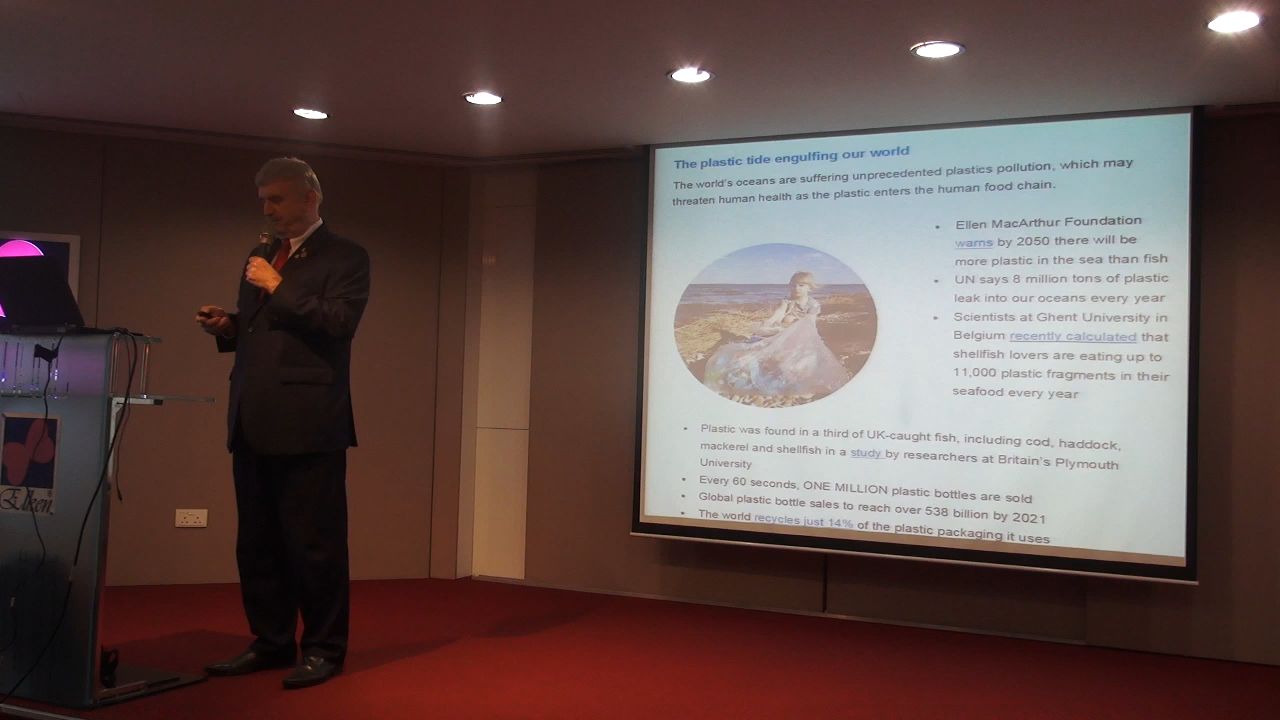 The plastic tide engulfing our world
The world's oceans are suffering unprecedented plastics pollution, which may
threaten human health as the plastic enters the human food chain.
• Ellen MacArthur Foundation
warns by 2050 there will be
more plastic in the sea than fish
• UN says 8 million tons of plastic
leak into our oceans every year
• Scientists at Ghent University in
Belgium recently calculated that
shellfish lovers are eating up to
11,000 plastic fragments in their
seafood every year
• Plastic was found in a third of UK-caught fish, including cod, haddock,
mackerel and shellfish in a study by researchers at Britain's Plymouth
University
• Every 60 seconds, ONE MILLION plastic bottles are sold
• Global plastic bottle sales to reach over 538 billion by 2021
• The world recycles just 14% of the plastic packaging it uses
Elken